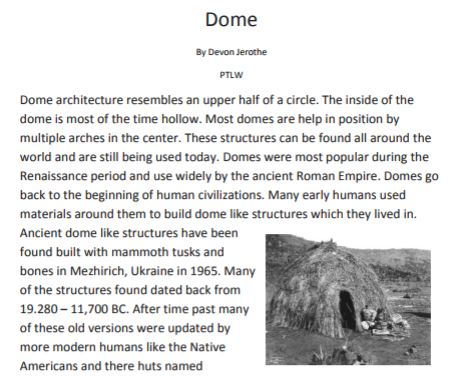 Dome
By Devon Jerothe
PTLW
Dome architecture resembles an upper half of a circle. The inside of the
dome is most of the time hollow. Most domes are help in position by
multiple arches in the center. These structures can be found all around the
world and are still being used today. Domes were most popular during the
Renaissance period and use widely by the ancient Roman Empire. Domes go
back to the beginning of human civilizations. Many early humans used
materials around them to build dome like structures which they lived in.
Ancient dome like structures have been
found built with mammoth tusks and
bones in Mezhirich, Ukraine in 1965. Many
of the structures found dated back from
19.280 – 11,700 BC. After time past many
of these old versions were updated by
more modern humans like the Native
Americans and there huts named